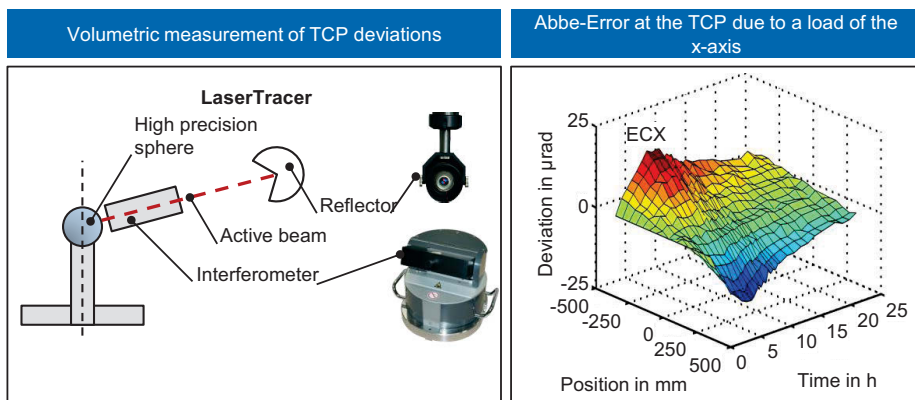 Volumetric measurement of TCP deviations
LaserTracer
High precision
sphere
Reflector
Active beam
Interferometer
Abbe-Error at the TCP due to a load of the
x-axis
ECX
Deviation in µrad
25
0
-25
-500
-250
0
250
500
Position in mm
0
5
10
15
20
25
Time in h